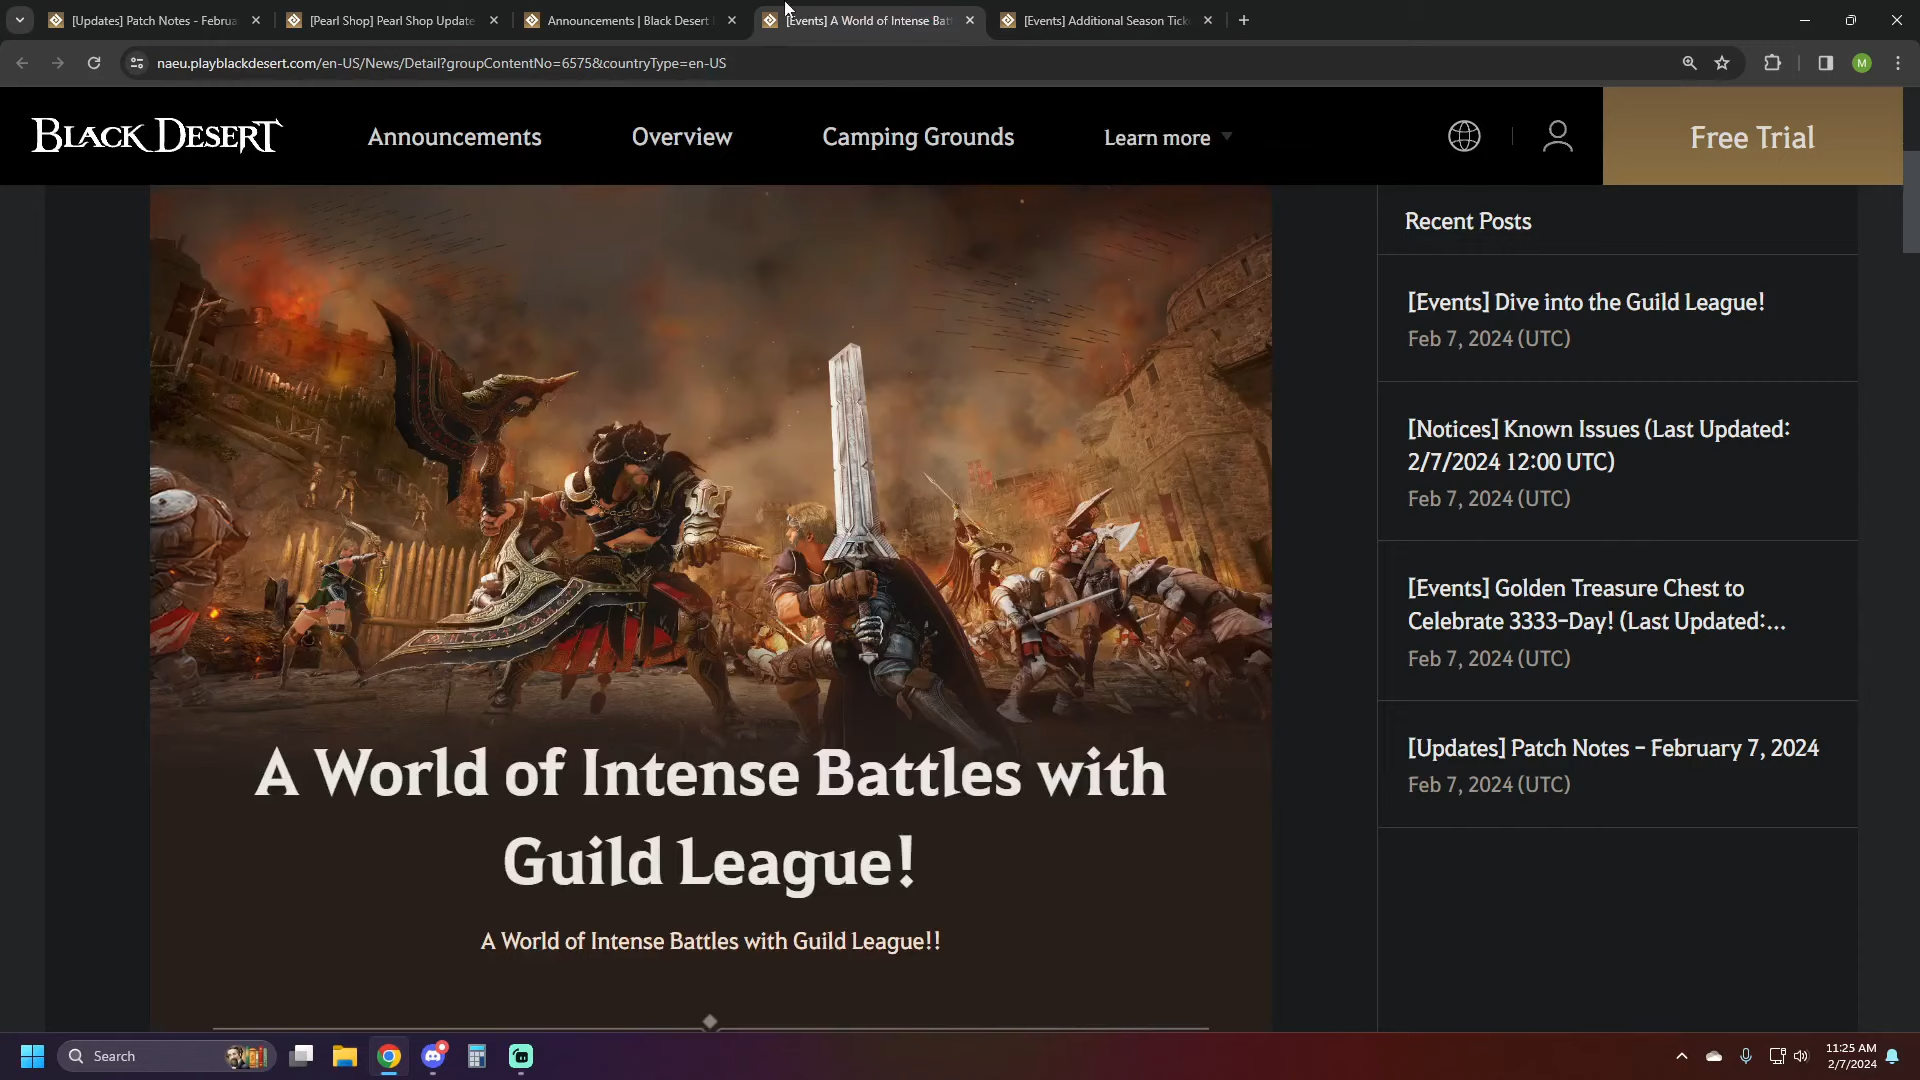 [Updates] Patch Notes - Februa
[Pearl Shop] Pearl Shop Update
Announcements | Black Desert
[Events] A World of Intense Bat
[Events] Additional Season Tick
naeu.playblackdesert.com/en-US/News/Detail?groupContentNo=6575&countryType=en-US
M
BLACK DESERT
Announcements
Overview
Camping Grounds
Learn more
Free Trial
Recent Posts
[Events] Dive into the Guild League!
Feb 7, 2024 (UTC)
[Notices] Known Issues (Last Updated:
2/7/2024 12:00 UTC)
Feb 7, 2024 (UTC)
[Events] Golden Treasure Chest to
Celebrate 3333-Day! (Last Updated:...
Feb 7, 2024 (UTC)
[Updates] Patch Notes - February 7, 2024
Feb 7, 2024 (UTC)
A World of Intense Battles with
Guild League!
A World of Intense Battles with Guild League!!
Search
11:25 AM
2/7/2024